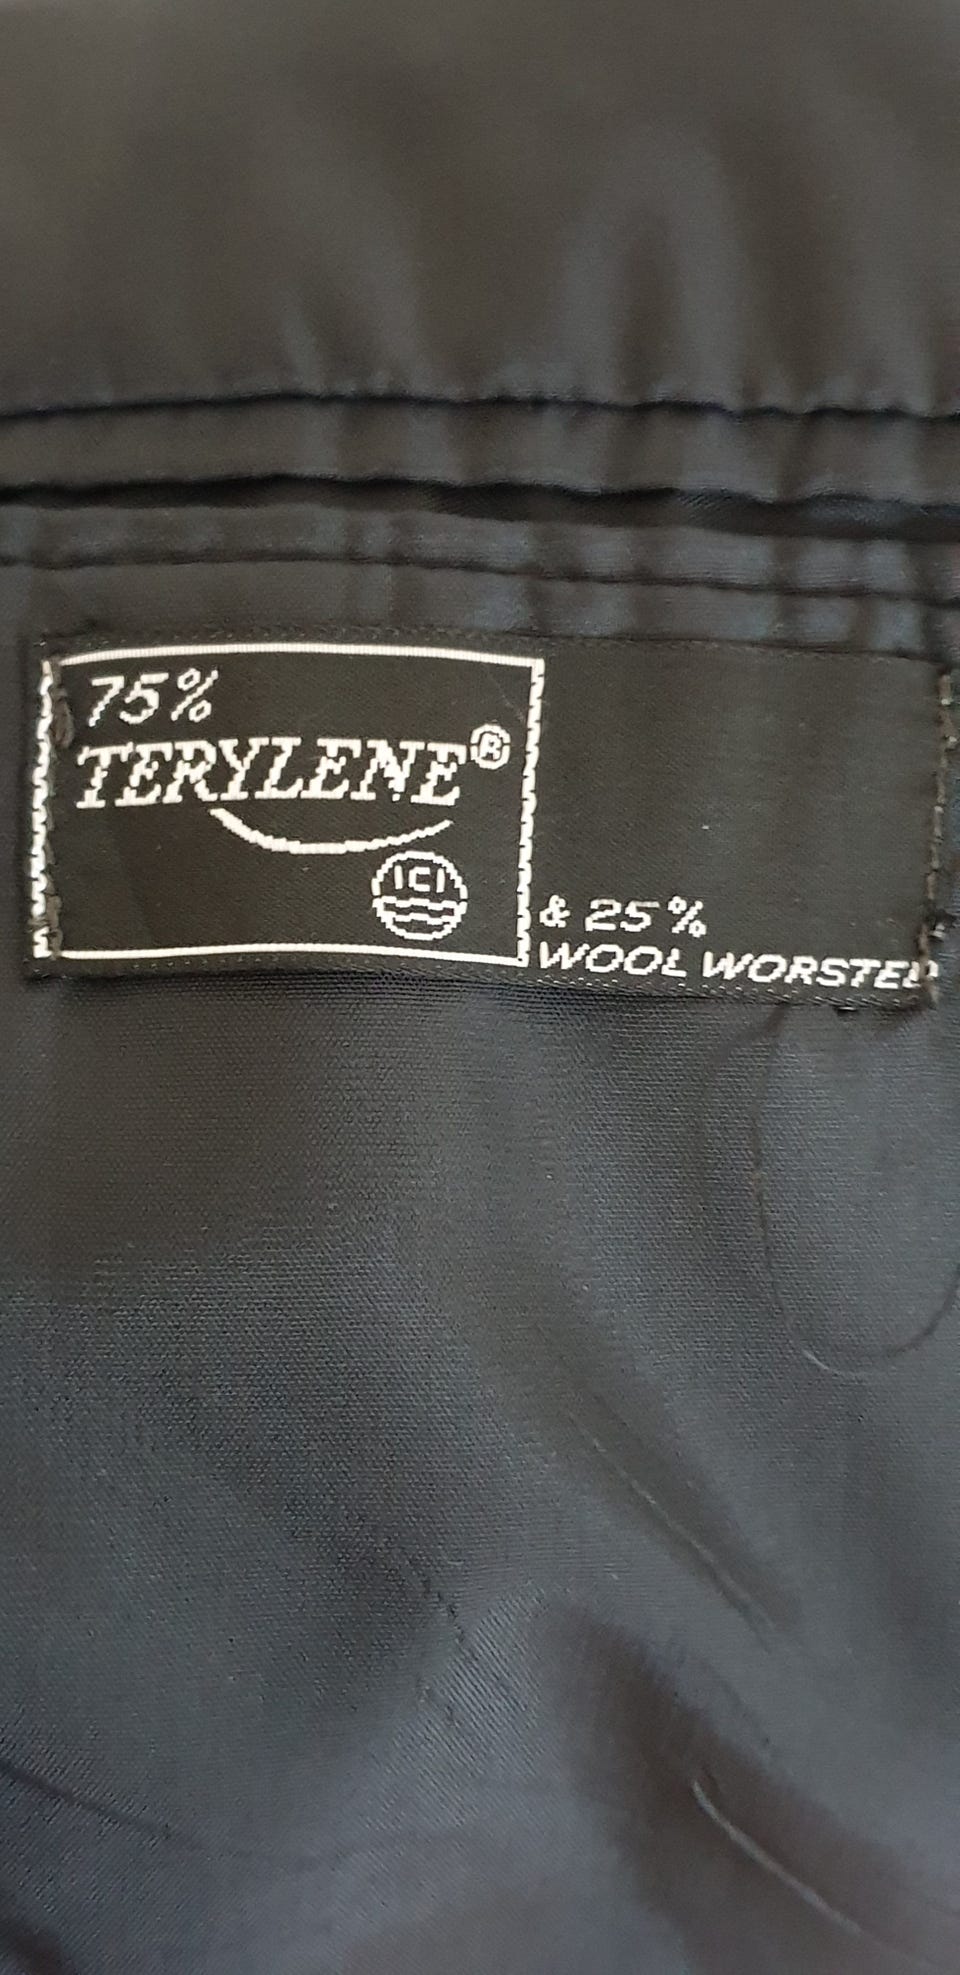 75%
TERYLENE®
ICI
& 25%
WOOL WORSTED